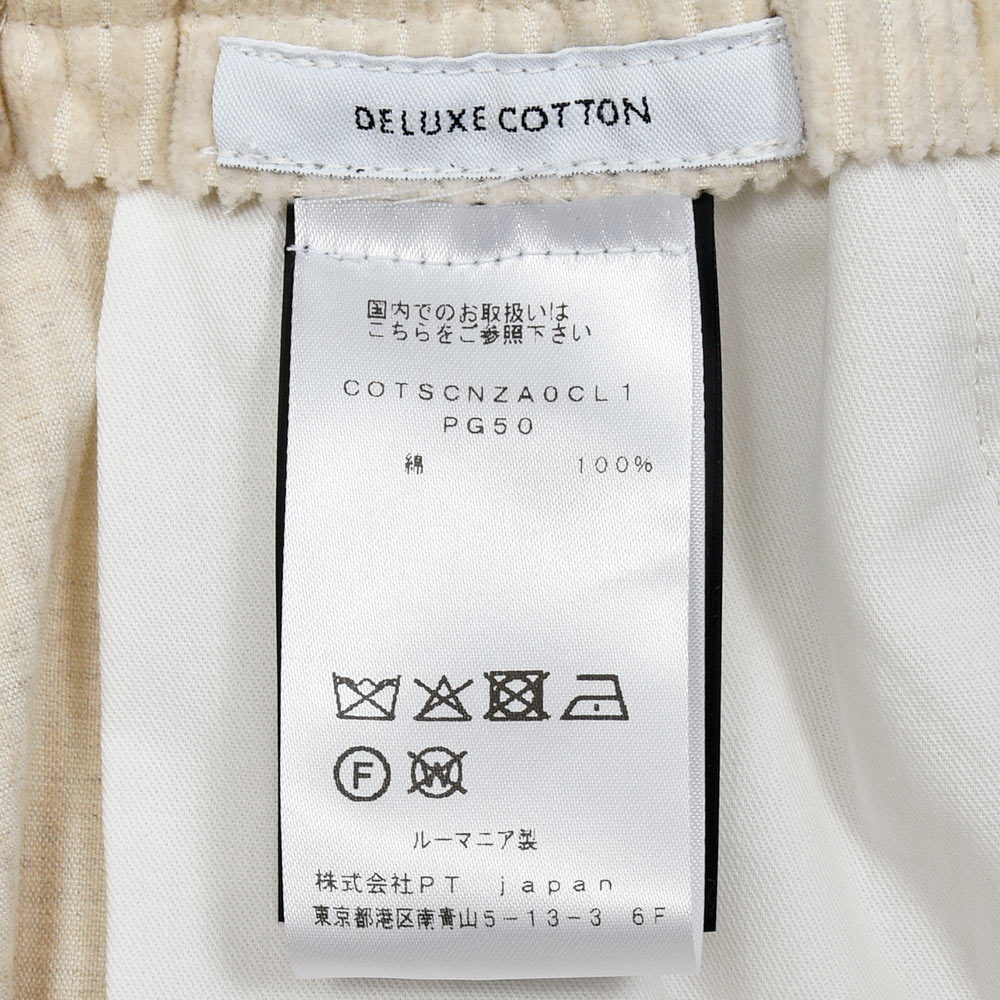 DELUXE COTTON
国内でのお取扱いは
こちらをご参照下さい
COTSCNZA0CL1
PG50
綿 100%
F
W
ルーマニア製
株式会社PT japan
東京都港区南青山5-13-3 6F